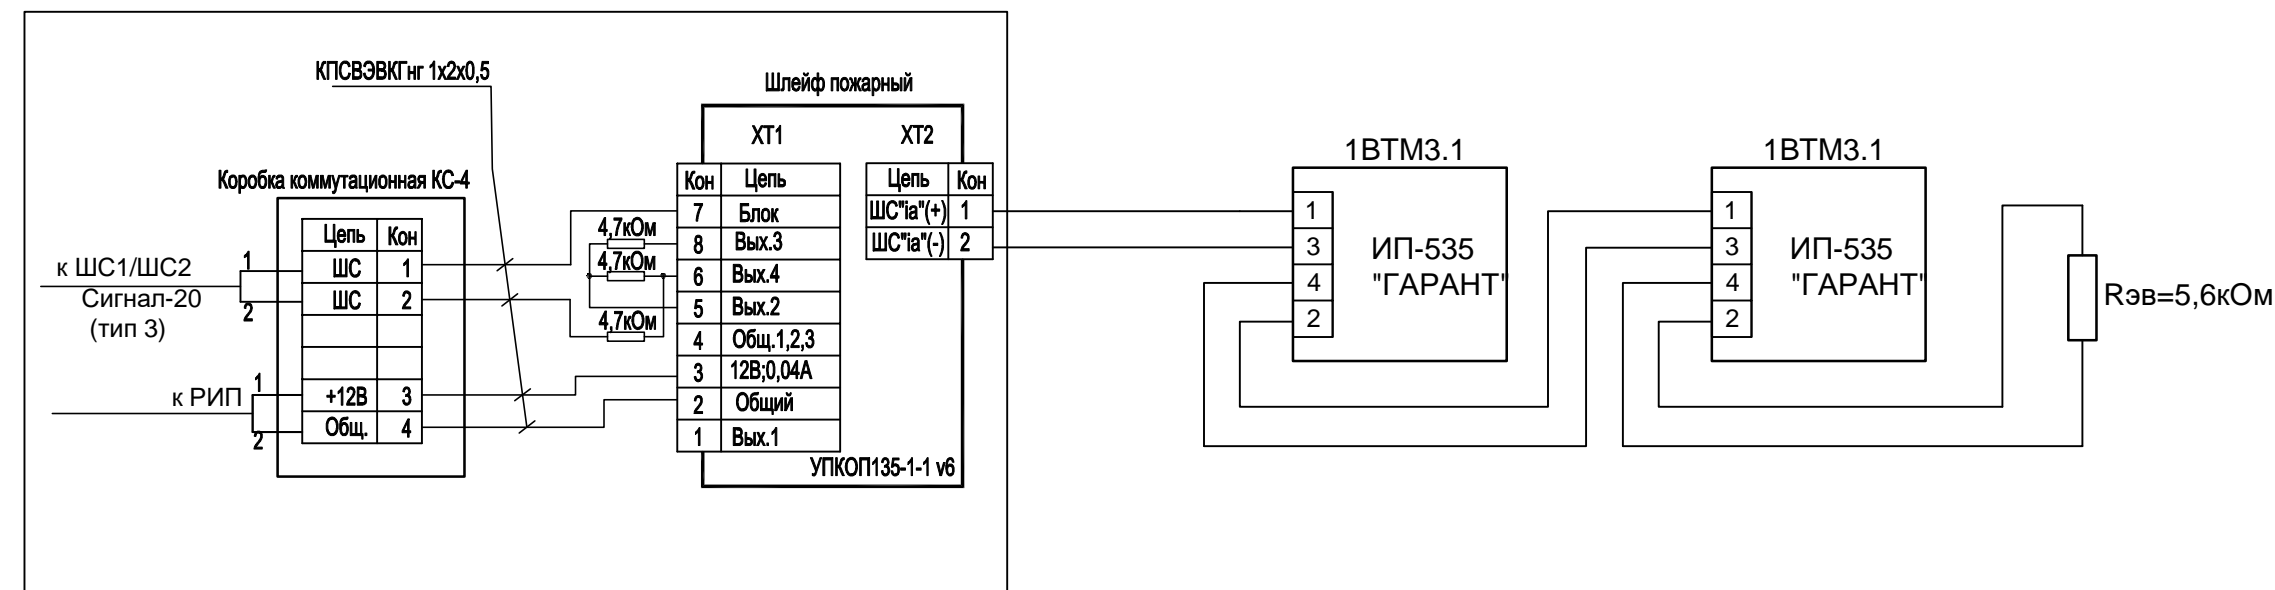 КПСВЭВКГнг 1х2х0,5
Шлейф пожарный
ХТ1 ХТ2
Коробка коммутационная КС-4
Цепь Кон
ШС 1
ШС 2
+12В 3
Общ. 4
к ШС1/ШС2
Сигнал-20
(тип 3)
1
2
к РИП
1
2
4,7кОм
4,7кОм
4,7кОм
Кон Цепь
7 Блок
8 Вых.3
6 Вых.4
5 Вых.2
4 Общ.1,2,3
3 12В;0,04А
2 Общий
1 Вых.1
Цепь Кон
ШС"ia"(+) 1
ШС"ia"(-) 2
УПКОП135-1-1 v6
1ВТМ3.1
1
3
4
2
ИП-535
"ГАРАНТ"
1ВТМ3.1
1
3
4
2
ИП-535
"ГАРАНТ"
Rэв=5,6кОм